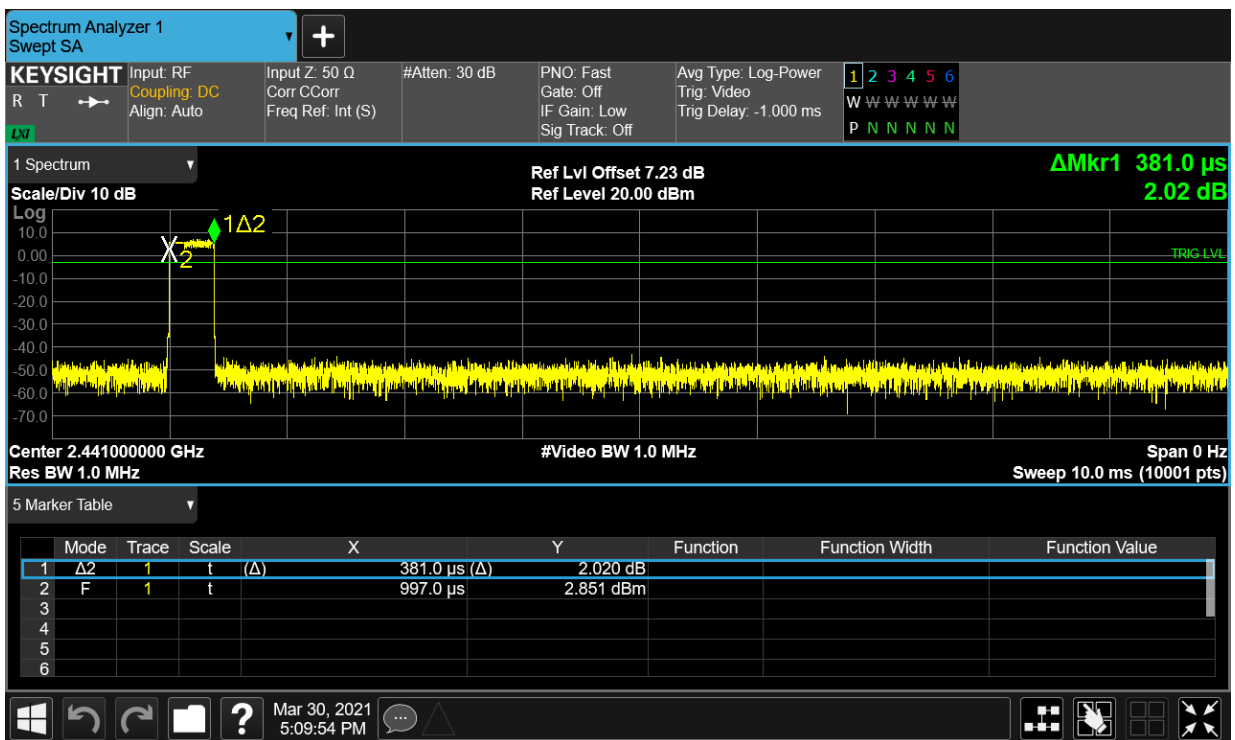 Spectrum Analyzer 1
Swept SA
+
KEYSIGHT
R T
LXI
Input: RF
Coupling: DC
Align: Auto
Input Z: 50 Ω
Corr CCorr
Freq Ref: Int (S)
#Atten: 30 dB
PNO: Fast
Gate: Off
IF Gain: Low
Sig Track: Off
Avg Type: Log-Power
Trig: Video
Trig Delay: -1.000 ms
1 2 3 4 5 6
W W W W W W
P N N N N N
1 Spectrum
Scale/Div 10 dB
Ref Lvl Offset 7.23 dB
Ref Level 20.00 dBm
ΔMkr1 381.0 µs
2.02 dB
Log
10.0
0.00
-10.0
-20.0
-30.0
-40.0
-50.0
-60.0
-70.0
1Δ2
X2
TRIG LVL
Center 2.441000000 GHz
Res BW 1.0 MHz
#Video BW 1.0 MHz
Span 0 Hz
Sweep 10.0 ms (10001 pts)
5 Marker Table
Mode Trace Scale X Y Function Function Width Function Value
1 Δ2 1 t (Δ) 381.0 µs (Δ) 2.020 dB
2 F 1 t 997.0 µs 2.851 dBm
3
4
5
6
?
Mar 30, 2021
5:09:54 PM